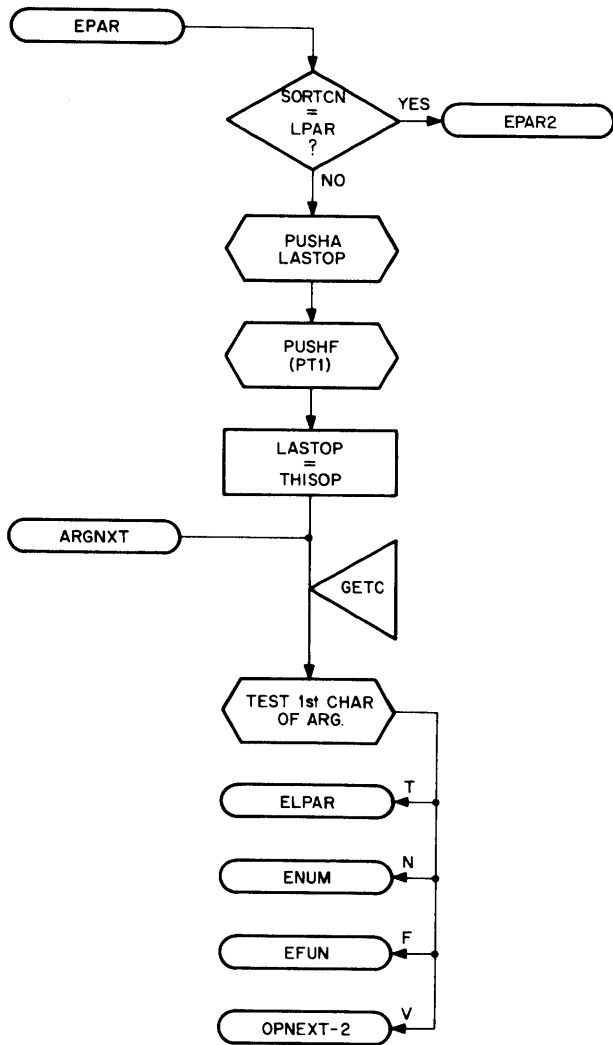 EPAR
SORTCN
=
LPAR
?
YES
EPAR2
NO
PUSHA
LASTOP
PUSHF
(PT1)
LASTOP
=
THISOP
ARGNXT
GETC
TEST 1st CHAR
OF ARG.
T
ELPAR
N
ENUM
F
EFUN
V
OPNEXT-2